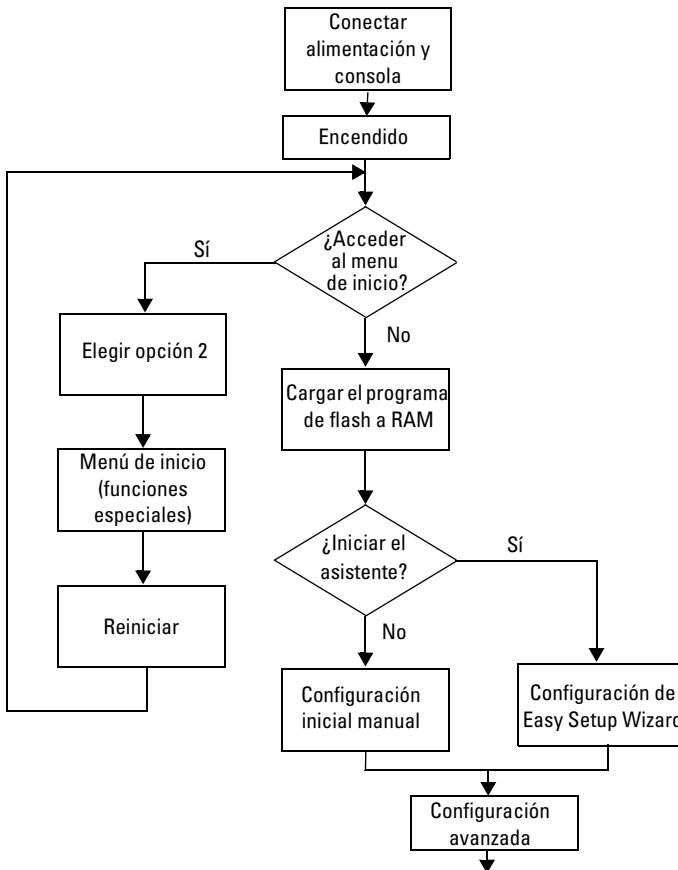 Conectar
alimentación y
consola
Encendido
¿Acceder
al menu
de inicio?
Sí
No
Elegir opción 2
Cargar el programa
de flash a RAM
Menú de inicio
(funciones
especiales)
¿Iniciar el
asistente?
Sí
No
Reiniciar
Configuración
inicial manual
Configuración de
Easy Setup Wizard
Configuración
avanzada